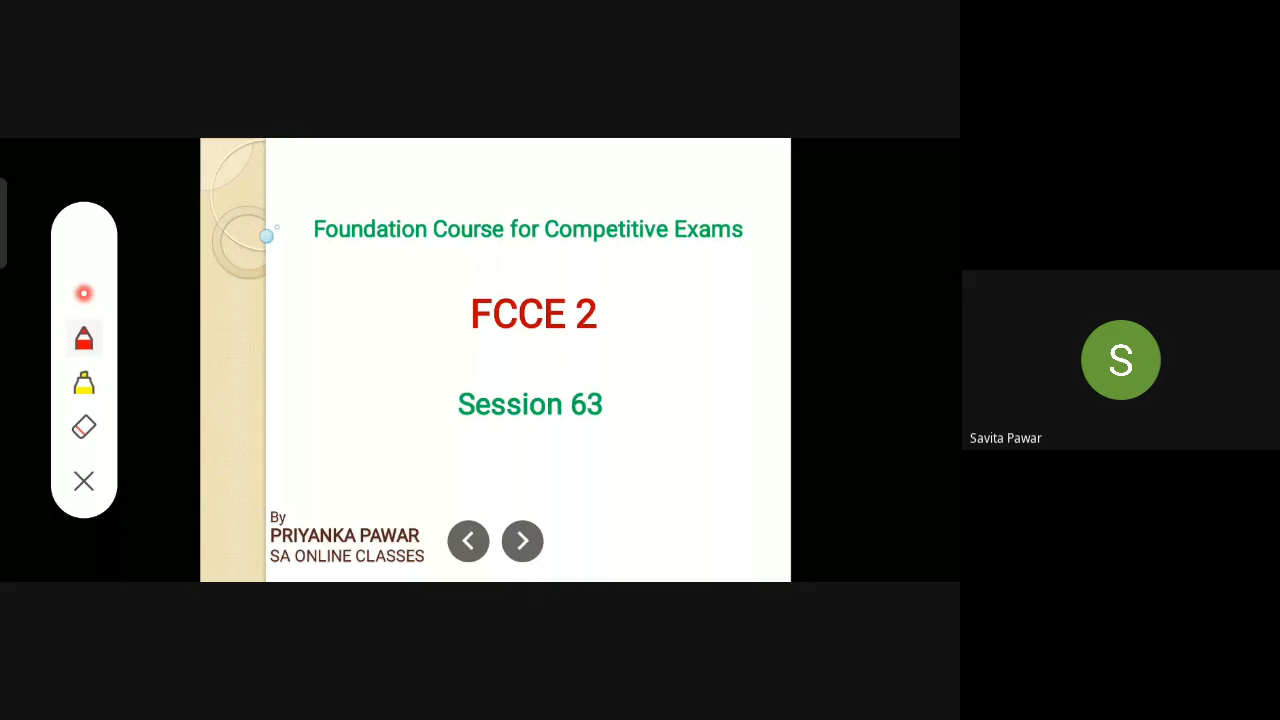 Foundation Course for Competitive Exams
FCCE 2
Session 63
By
PRIYANKA PAWAR
SA ONLINE CLASSES
S
Savita Pawar